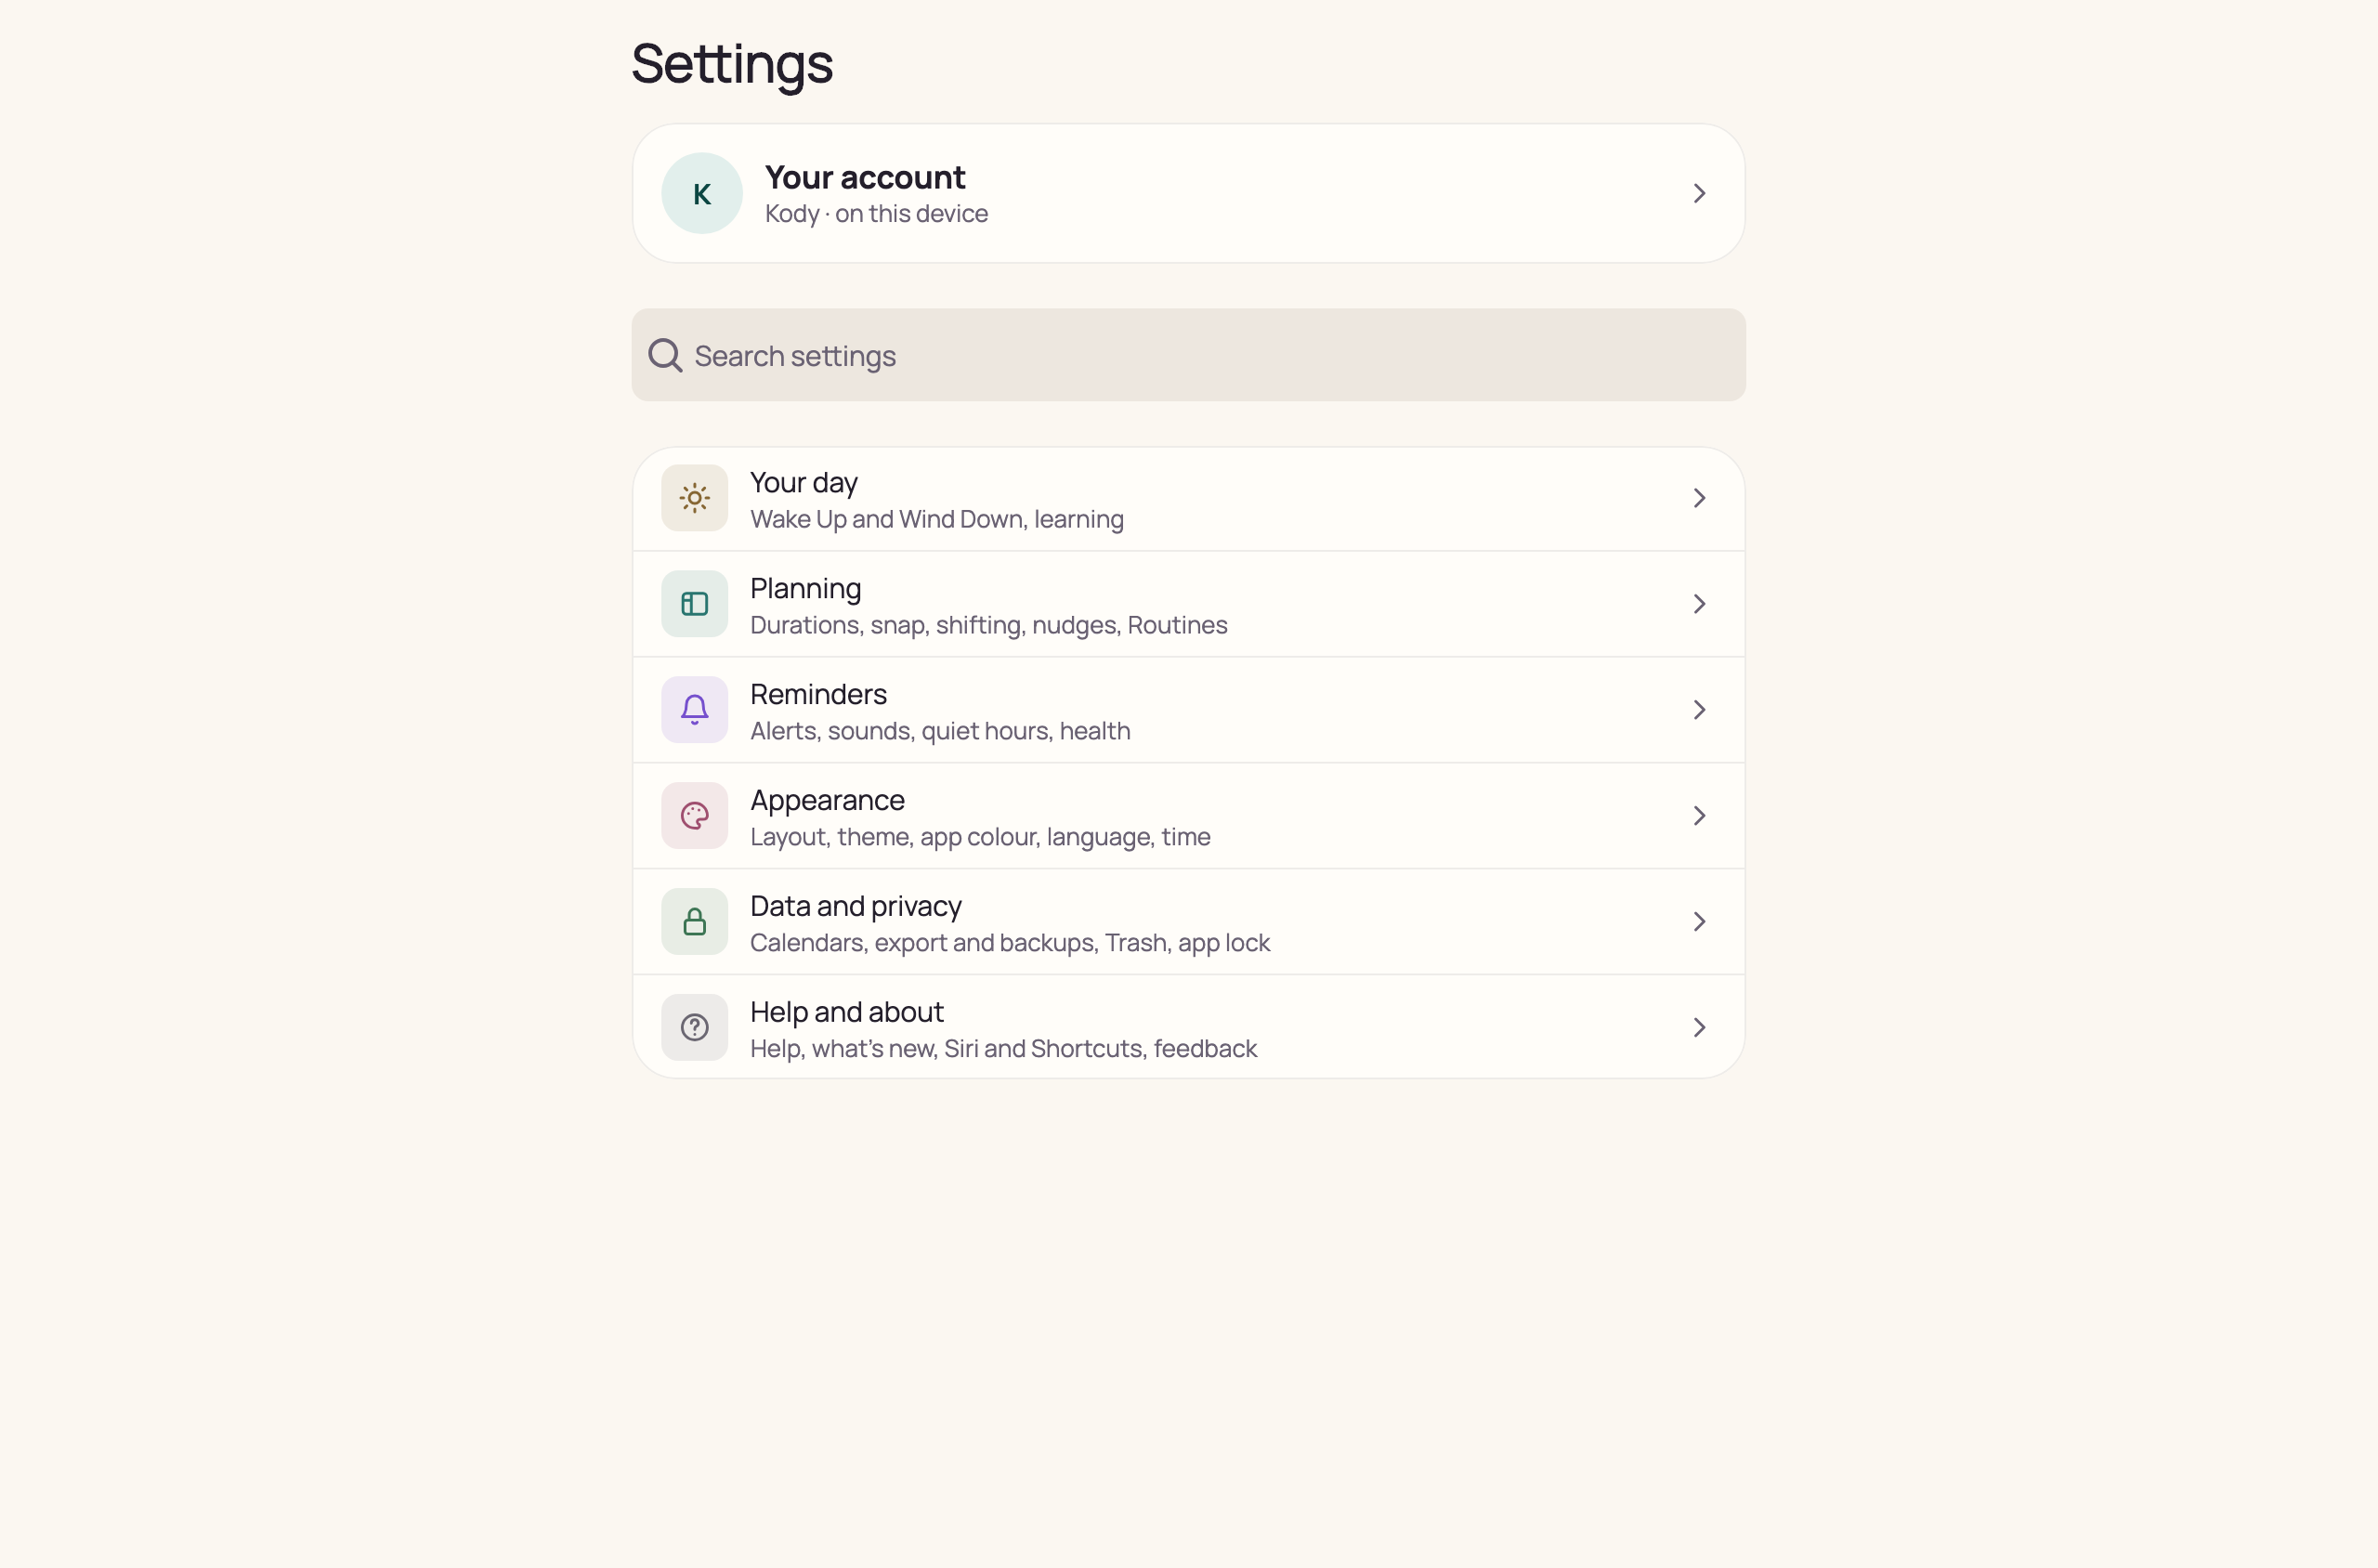 Settings
K
Your account
Kody · on this device
Search settings
Your day
Wake Up and Wind Down, learning
Planning
Durations, snap, shifting, nudges, Routines
Reminders
Alerts, sounds, quiet hours, health
Appearance
Layout, theme, app colour, language, time
Data and privacy
Calendars, export and backups, Trash, app lock
Help and about
Help, what’s new, Siri and Shortcuts, feedback